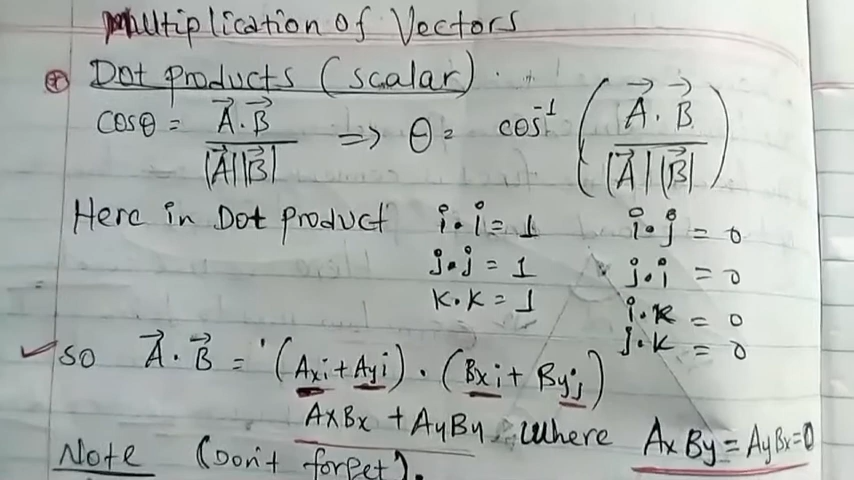 Multiplication of Vectors
⊕ Dot products (scalar)
cosθ = A⃗.B⃗ / |A⃗||B⃗| => θ = cos⁻¹ (A⃗.B⃗ / |A⃗||B⃗|)
Here in Dot product i.i = 1 i.j = 0
j.j = 1 j.i = 0
k.k = 1 i.k = 0
j.k = 0
✓ SO A⃗.B⃗ = (Axi + Ayi) . (Bxi + Byj)
AxBx + AyBy where AxBy = AyBx = 0
Note (Don't forget).